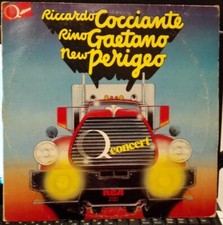 Riccardo Cocciante
Rino Gaetano
New Perigeo
Q concert
RCA